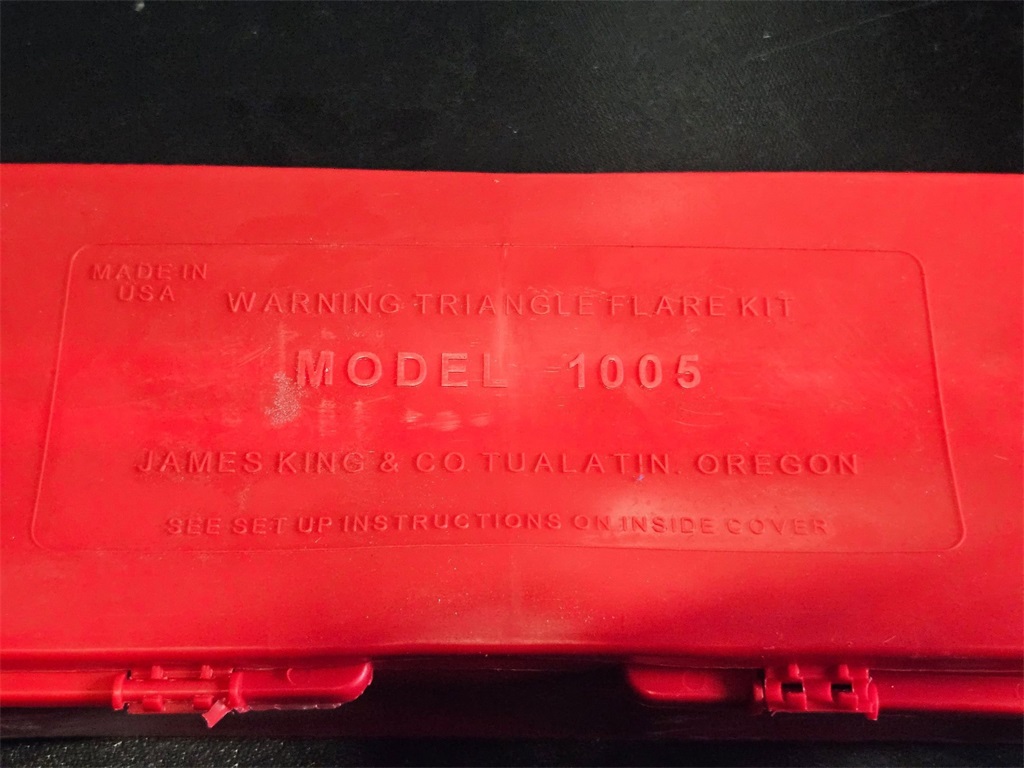 MADE IN
USA
WARNING TRIANGLE FLARE KIT
MODEL 1005
JAMES KING & CO. TUALATIN. OREGON
SEE SET UP INSTRUCTIONS ON INSIDE COVER